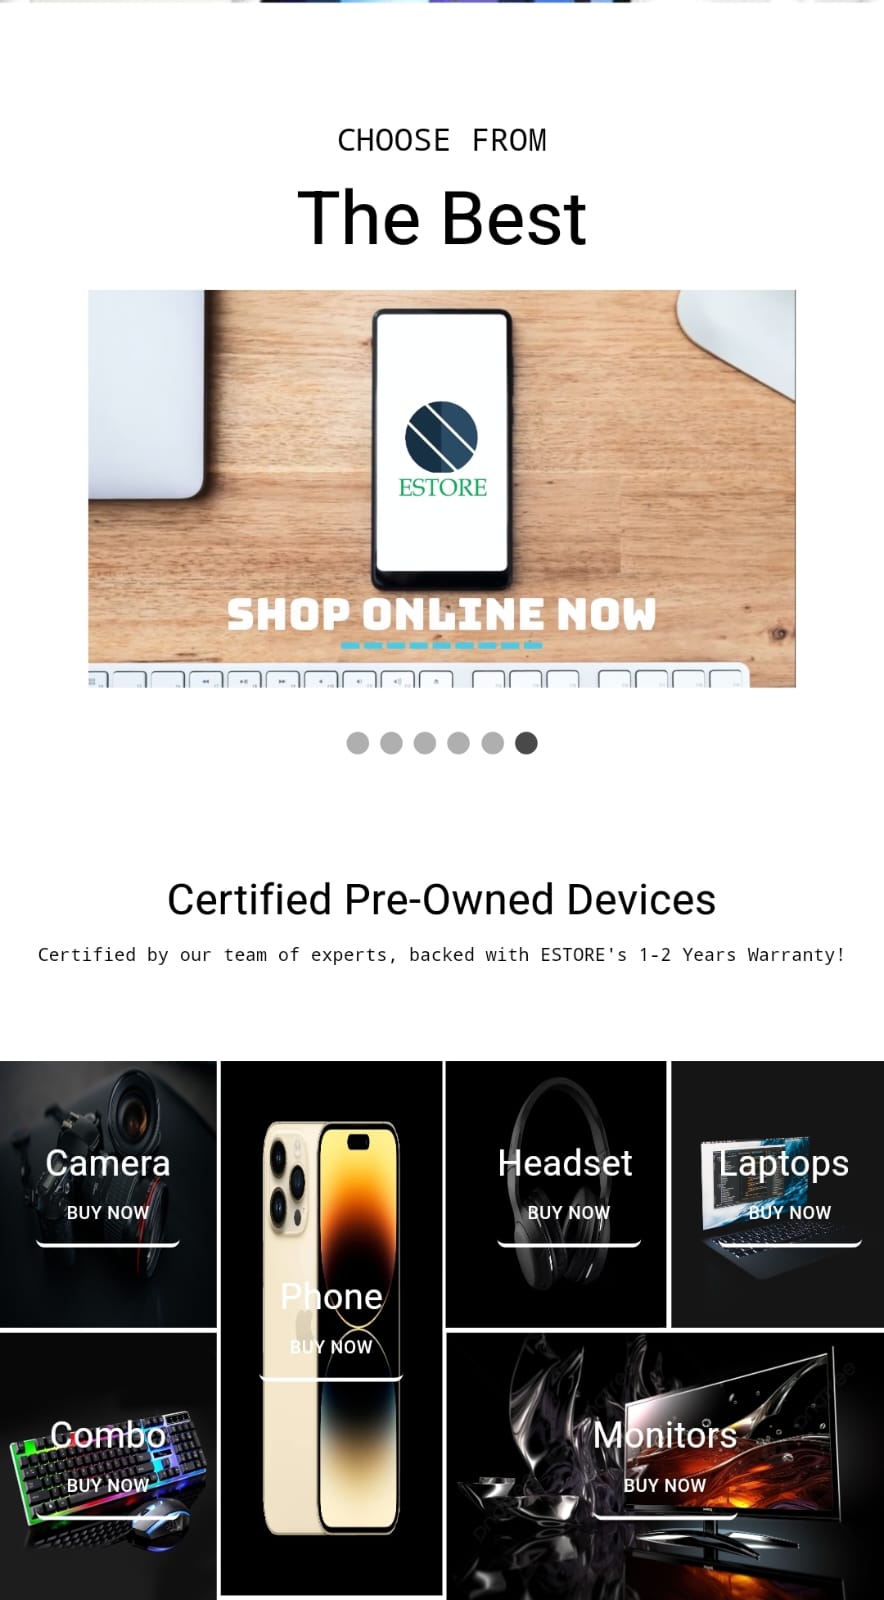 CHOOSE FROM
The Best
ESTORE
SHOP ONLINE NOW
Certified Pre-Owned Devices
Certified by our team of experts, backed with ESTORE's 1-2 Years Warranty!
Camera
BUY NOW
Phone
BUY NOW
Headset
BUY NOW
Laptops
BUY NOW
Combo
BUY NOW
Monitors
BUY NOW